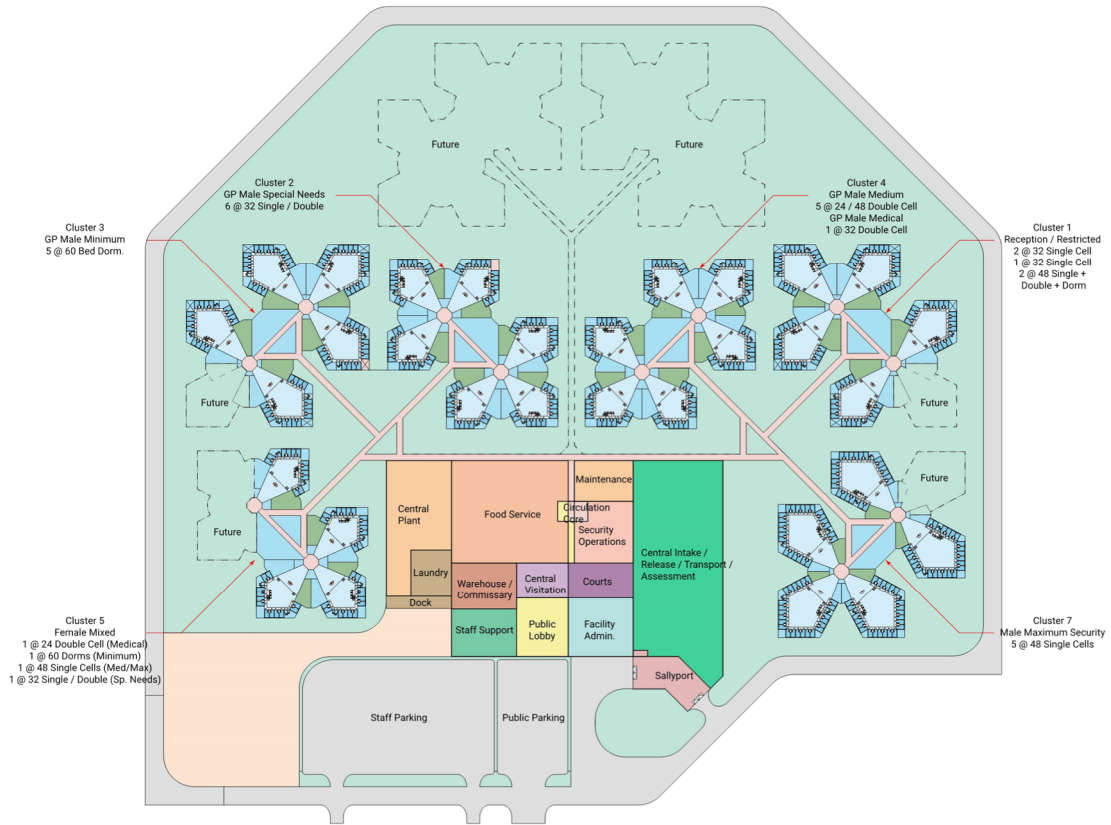 Future
Future
Cluster 2
GP Male Special Needs
6 @ 32 Single / Double
Cluster 4
GP Male Medium
5 @ 24 / 48 Double Cell
GP Male Medical
1 @ 32 Double Cell
Cluster 3
GP Male Minimum
5 @ 60 Bed Dorm.
Cluster 1
Reception / Restricted
2 @ 32 Single Cell
1 @ 32 Single Cell
2 @ 48 Single +
Double + Dorm
Future
Future
Future
Future
Central
Plant
Food Service
Maintenance
Circulation
Core
Security
Operations
Central Intake /
Release / Transport /
Assessment
Laundry
Dock
Warehouse /
Commissary
Central
Visitation
Courts
Staff Support
Public
Lobby
Facility
Admin.
Sallyport
Cluster 5
Female Mixed
1 @ 24 Double Cell (Medical)
1 @ 60 Dorms (Minimum)
1 @ 48 Single Cells (Med/Max)
1 @ 32 Single / Double (Sp. Needs)
Cluster 7
Male Maximum Security
5 @ 48 Single Cells
Staff Parking
Public Parking